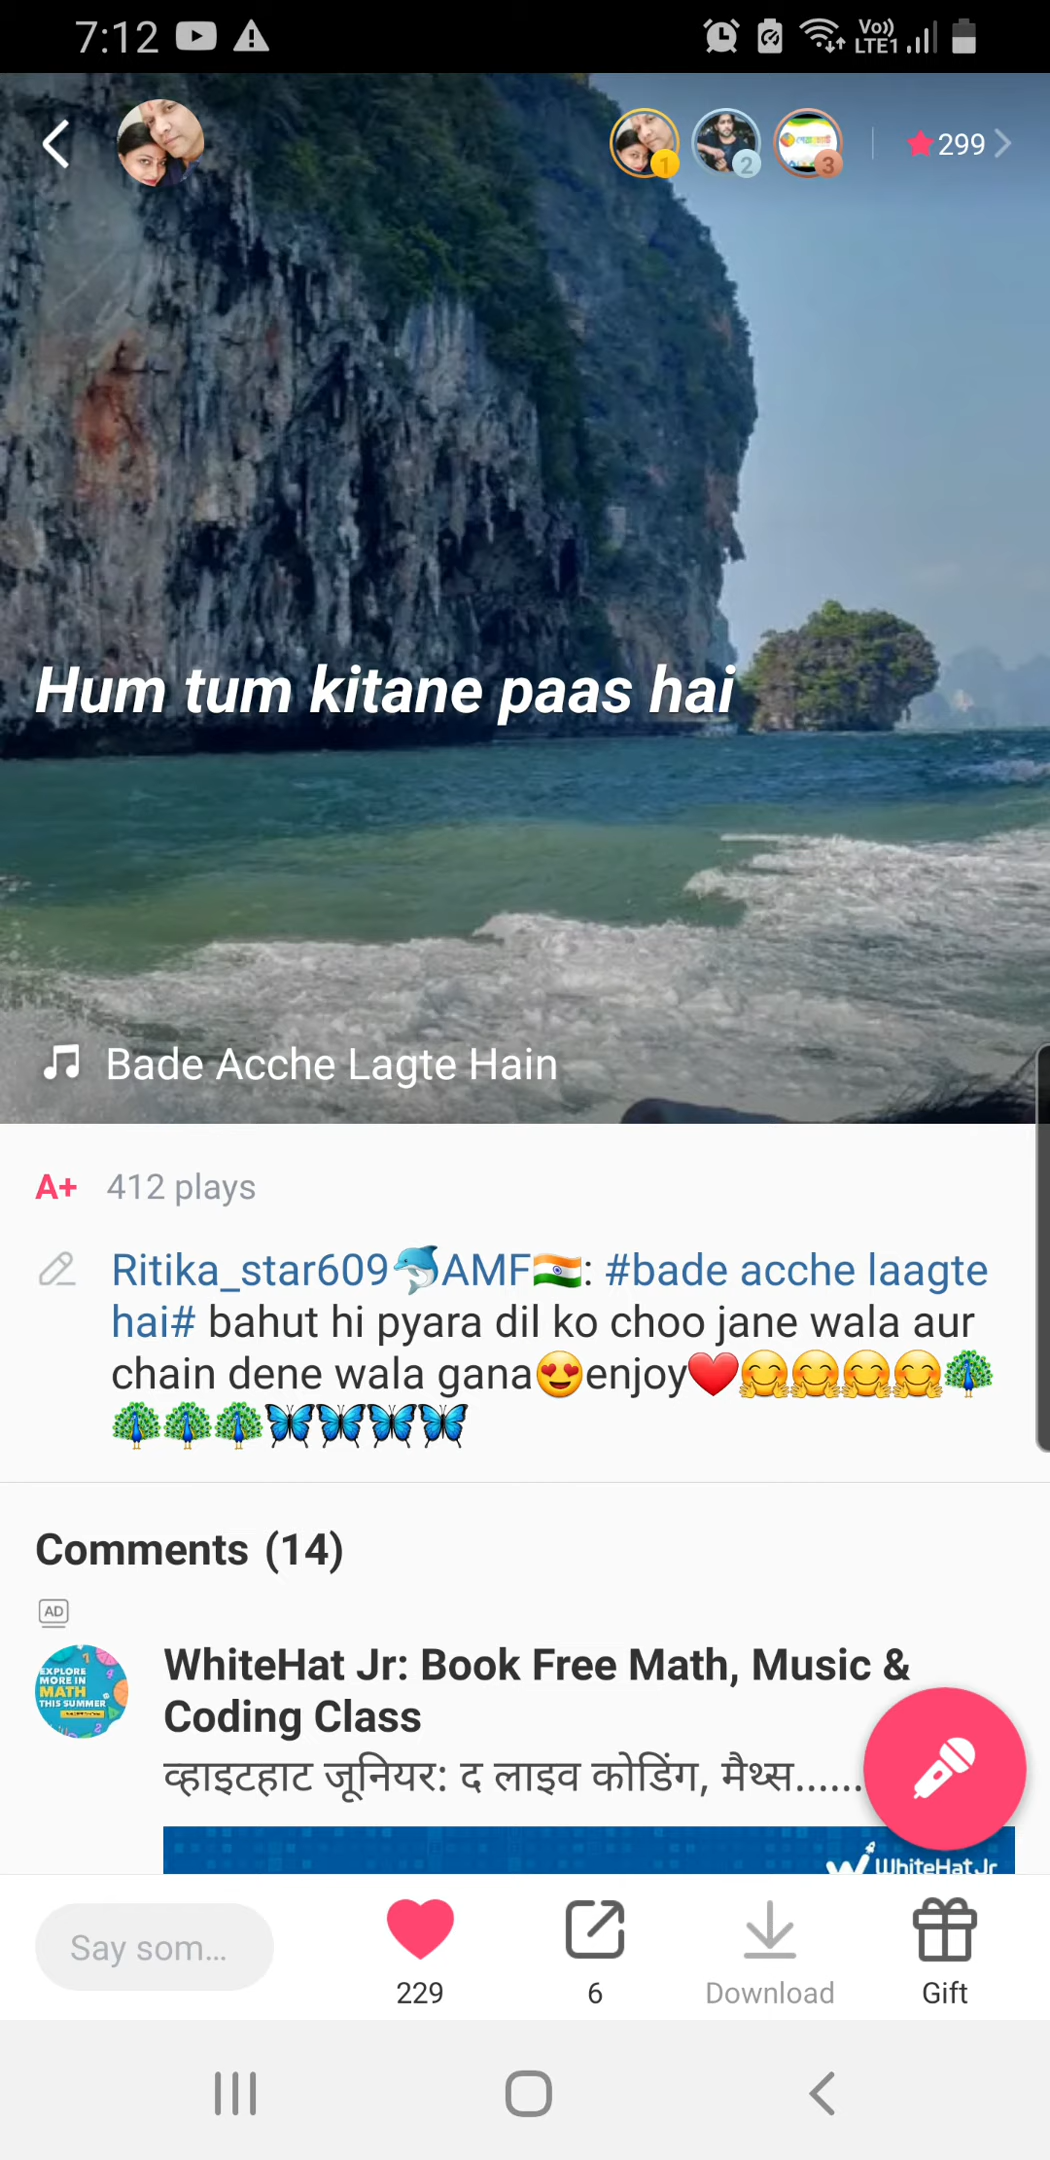 7:12
Vo)) LTE1
1
2
3
299
Hum tum kitane paas hai
Bade Acche Lagte Hain
A+ 412 plays
Ritika_star609🐬AMF🇮🇳: #bade acche laagte
hai# bahut hi pyara dil ko choo jane wala aur
chain dene wala gana😍enjoy❤️🤗🤗🤗🤗🦚
🦚🦚🦚🦋🦋🦋🦋
Comments (14)
AD
EXPLORE
MORE IN
MATH
THIS SUMMER
WhiteHat Jr: Book Free Math, Music &
Coding Class
व्हाइटहाट जूनियर: द लाइव कोडिंग, मैथ्स......
WhiteHat Jr
Say som...
229
6
Download
Gift